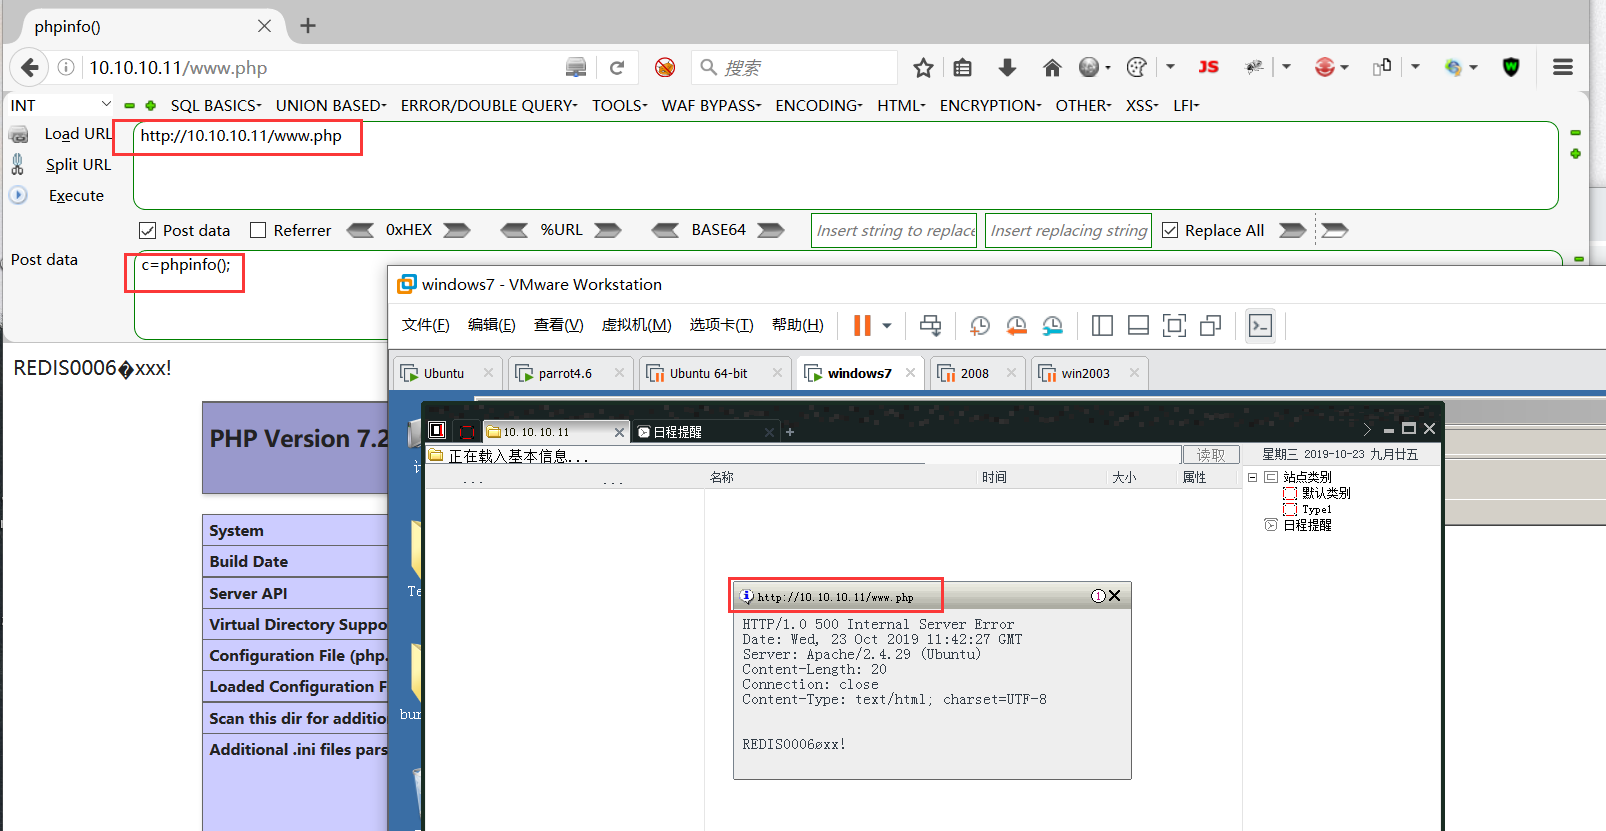 phpinfo()
10.10.10.11/www.php
搜索
JS
INT
SQL BASICS- UNION BASED- ERROR/DOUBLE QUERY- TOOLS- WAF BYPASS- ENCODING- HTML- ENCRYPTION- OTHER- XSS- LFI-
Load URL
http://10.10.10.11/www.php
Split URL
Execute
Post data Referrer 0xHEX %URL BASE64 Insert string to replace Insert replacing string Replace All
Post data
c=phpinfo();
windows7 - VMware Workstation
文件(F) 编辑(E) 查看(V) 虚拟机(M) 选项卡(T) 帮助(H)
Ubuntu parrot4.6 Ubuntu 64-bit windows7 2008 win2003
REDIS0006�xxx!
PHP Version 7.2
System
Build Date
Server API
Virtual Directory Suppo
Configuration File (php.
Loaded Configuration F
Scan this dir for additio
Additional .ini files pars
10.10.10.11 日程提醒
正在载入基本信息...
读取
星期三 2019-10-23 九月廿五
... ... 名称 时间 大小 属性
站点类别
默认类别
Type1
日程提醒
Te
bur
http://10.10.10.11/www.php
HTTP/1.0 500 Internal Server Error
Date: Wed, 23 Oct 2019 11:42:27 GMT
Server: Apache/2.4.29 (Ubuntu)
Content-Length: 20
Connection: close
Content-Type: text/html; charset=UTF-8
REDIS0006øxx!